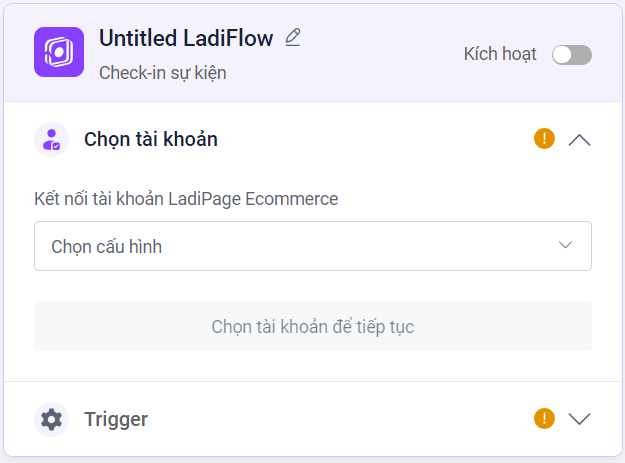 Untitled LadiFlow
Check-in sự kiện
Kích hoạt
Chọn tài khoản
Kết nối tài khoản LadiPage Ecommerce
Chọn cấu hình
Chọn tài khoản để tiếp tục
Trigger